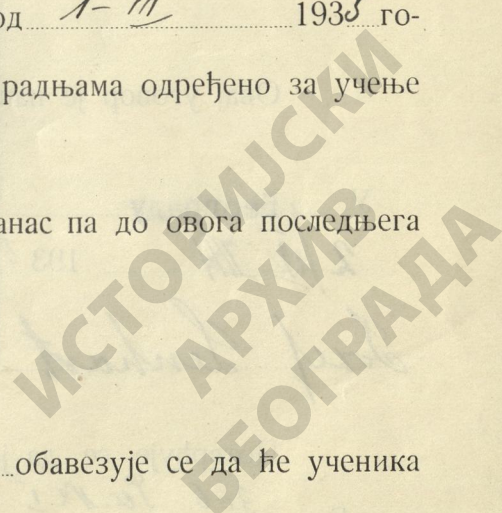 од 1- III 1935 го-
радњама одређено за учење
анас па до овога последњега
обавезује се да ће ученика
ИСТОРИЈСКИ
АРХИВ
БЕОГРАДА